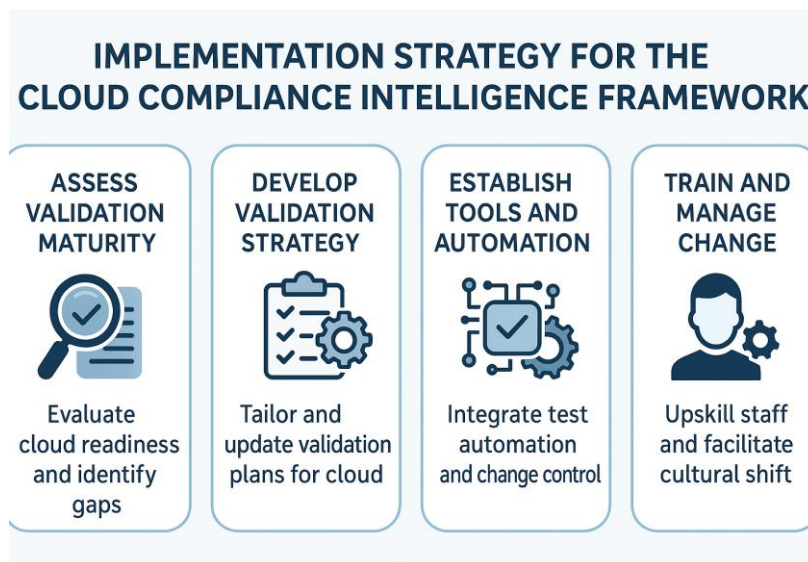 IMPLEMENTATION STRATEGY FOR THE
CLOUD COMPLIANCE INTELLIGENCE FRAMEWORK
ASSESS
VALIDATION
MATURITY
Evaluate
cloud readiness
and identify
gaps
DEVELOP
VALIDATION
STRATEGY
Tailor and
update validation
plans for cloud
ESTABLISH
TOOLS AND
AUTOMATION
Integrate test
automation
and change control
TRAIN AND
MANAGE
CHANGE
Upskill staff
and facilitate
cultural shift